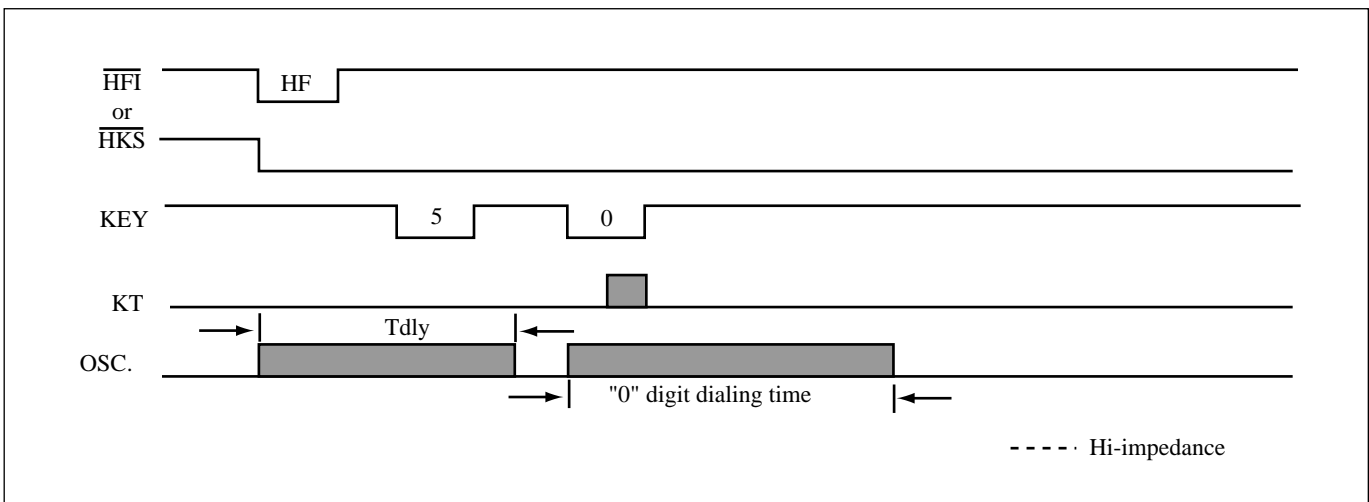 HFI HF
or
HKS
KEY 5 0
KT
Tdly
OSC.
"0" digit dialing time
Hi-impedance